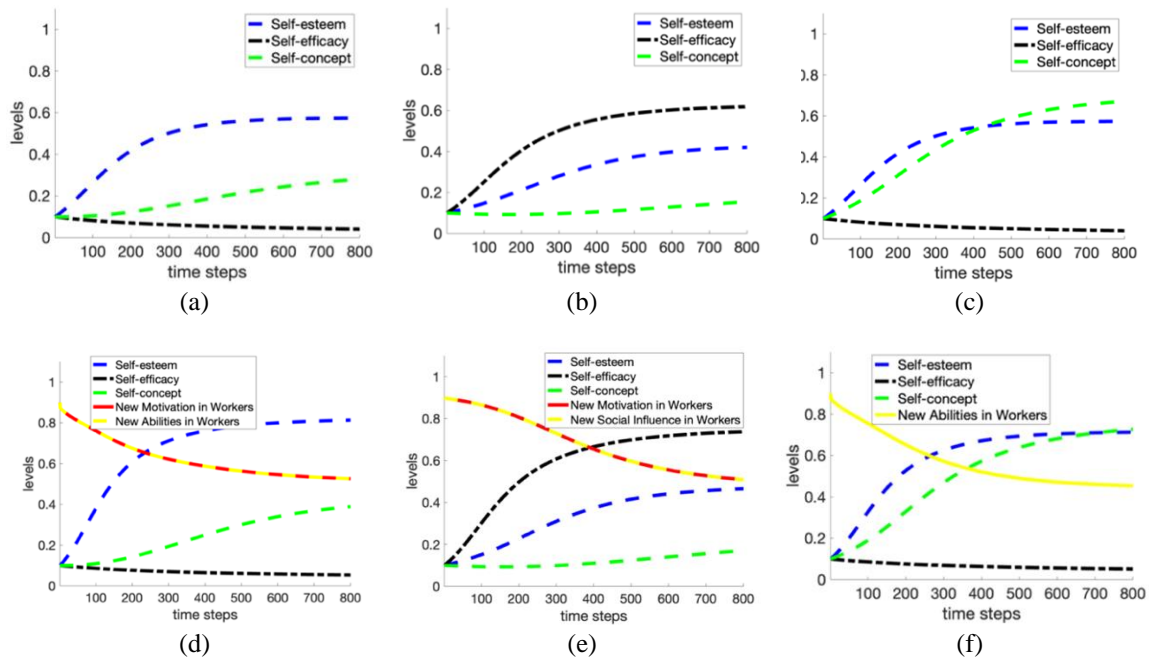 1
Self-esteem
Self-efficacy
Self-concept
0.8
0.6
levels
0.4
0.2
0
100 200 300 400 500 600 700 800
time steps
(a)
1
Self-esteem
Self-efficacy
Self-concept
0.8
0.6
levels
0.4
0.2
0
100 200 300 400 500 600 700 800
time steps
(b)
1
Self-esteem
Self-efficacy
Self-concept
0.8
0.6
levels
0.4
0.2
0
100 200 300 400 500 600 700 800
time steps
(c)
Self-esteem
Self-efficacy
Self-concept
New Motivation in Workers
New Abilities in Workers
1
0.8
0.6
levels
0.4
0.2
0
100 200 300 400 500 600 700 800
time steps
(d)
Self-esteem
Self-efficacy
Self-concept
New Motivation in Workers
New Social Influence in Workers
1
0.8
0.6
levels
0.4
0.2
0
100 200 300 400 500 600 700 800
time steps
(e)
Self-esteem
Self-efficacy
Self-concept
New Abilities in Workers
1
0.8
0.6
levels
0.4
0.2
0
100 200 300 400 500 600 700 800
time steps
(f)